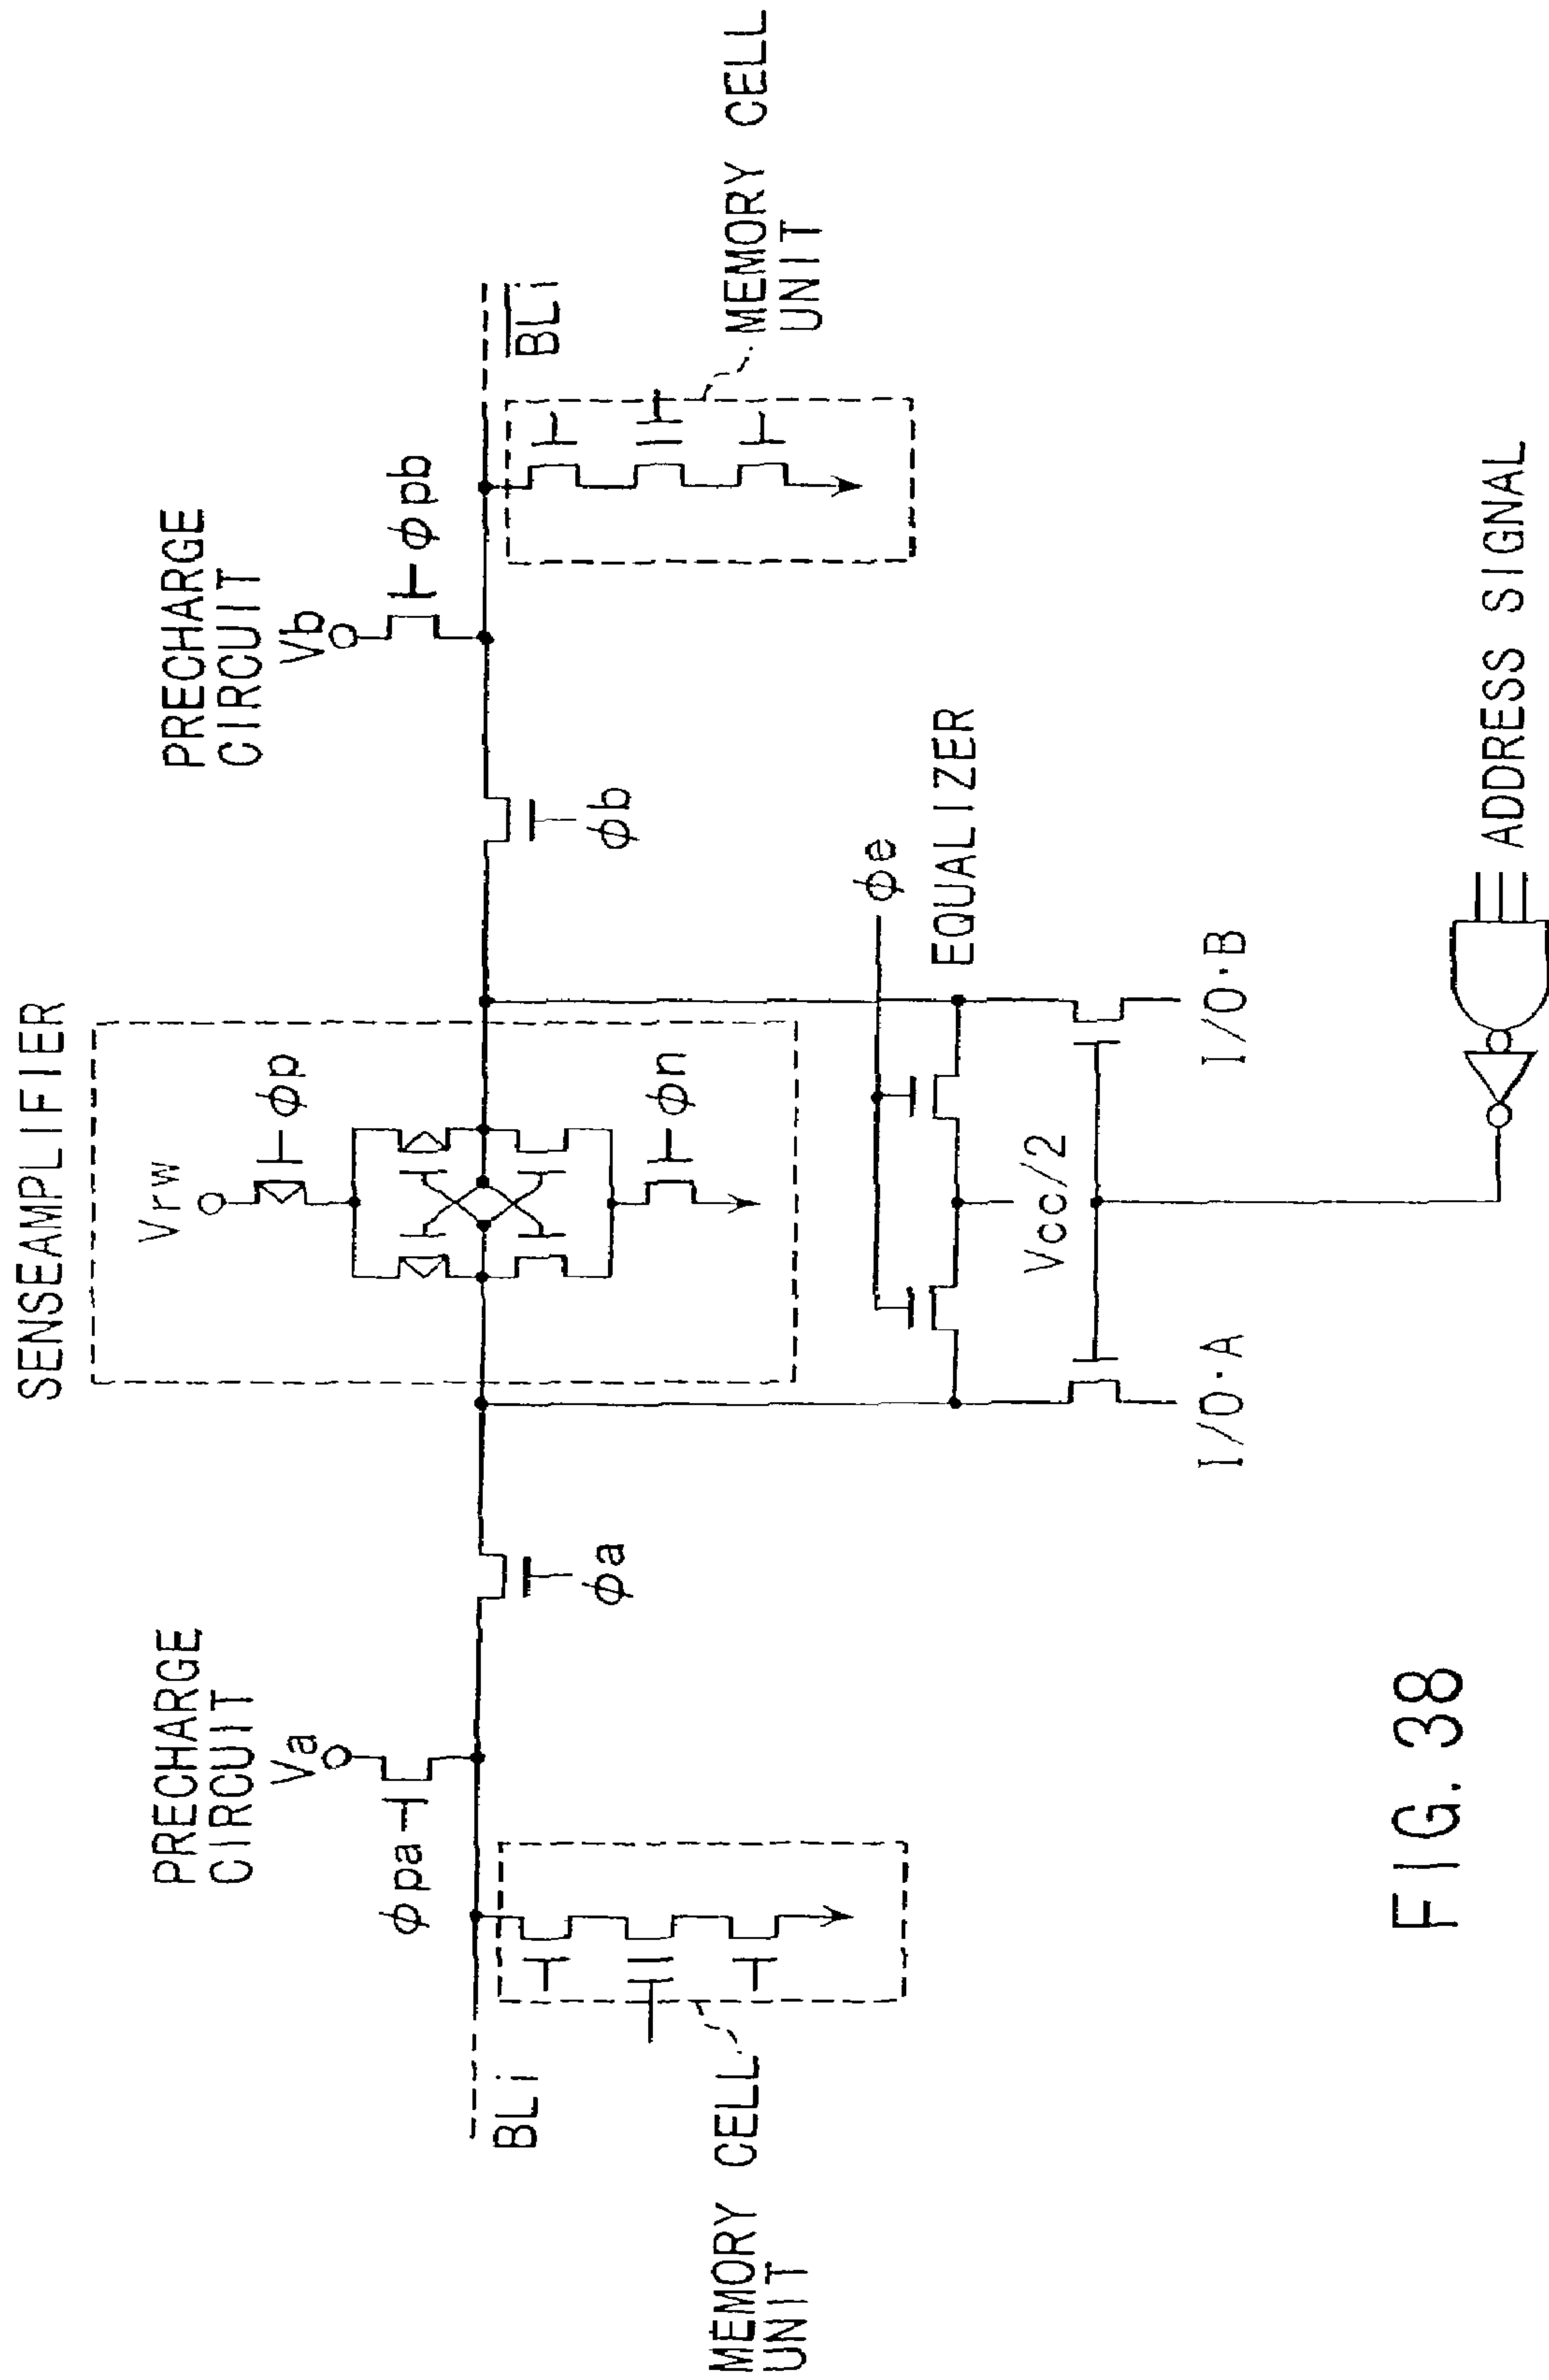 SENSEAMPLIFIER
PRECHARGE
CIRCUIT
Va
ϕpa
PRECHARGE
CIRCUIT
Vb
ϕpb
Vrw
ϕp
ϕn
BLi
B̅L̅i̅
ϕa
ϕb
MEMORY CELL
UNIT
MEMORY CELL
UNIT
ϕe
EQUALIZER
Vcc/2
I/O·A
I/O·B
ADDRESS SIGNAL
FIG. 38